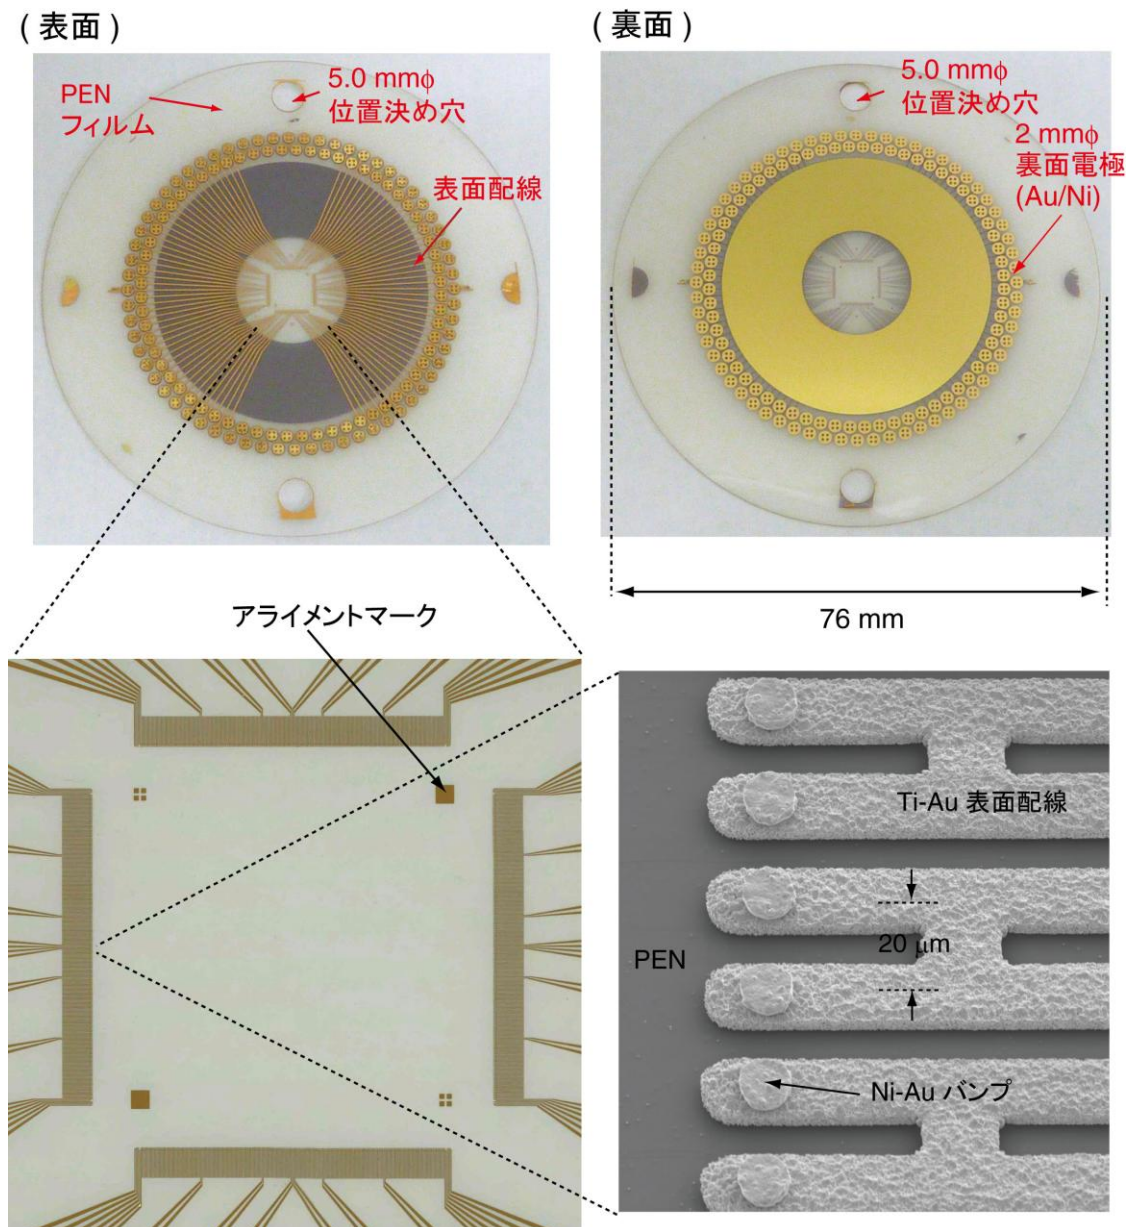 ( 表面 )
( 裏面 )
PEN
フィルム
5.0 mmφ
位置決め穴
表面配線
5.0 mmφ
位置決め穴
2 mmφ
裏面電極
(Au/Ni)
76 mm
アライメントマーク
Ti-Au 表面配線
20 μm
PEN
Ni-Au バンプ